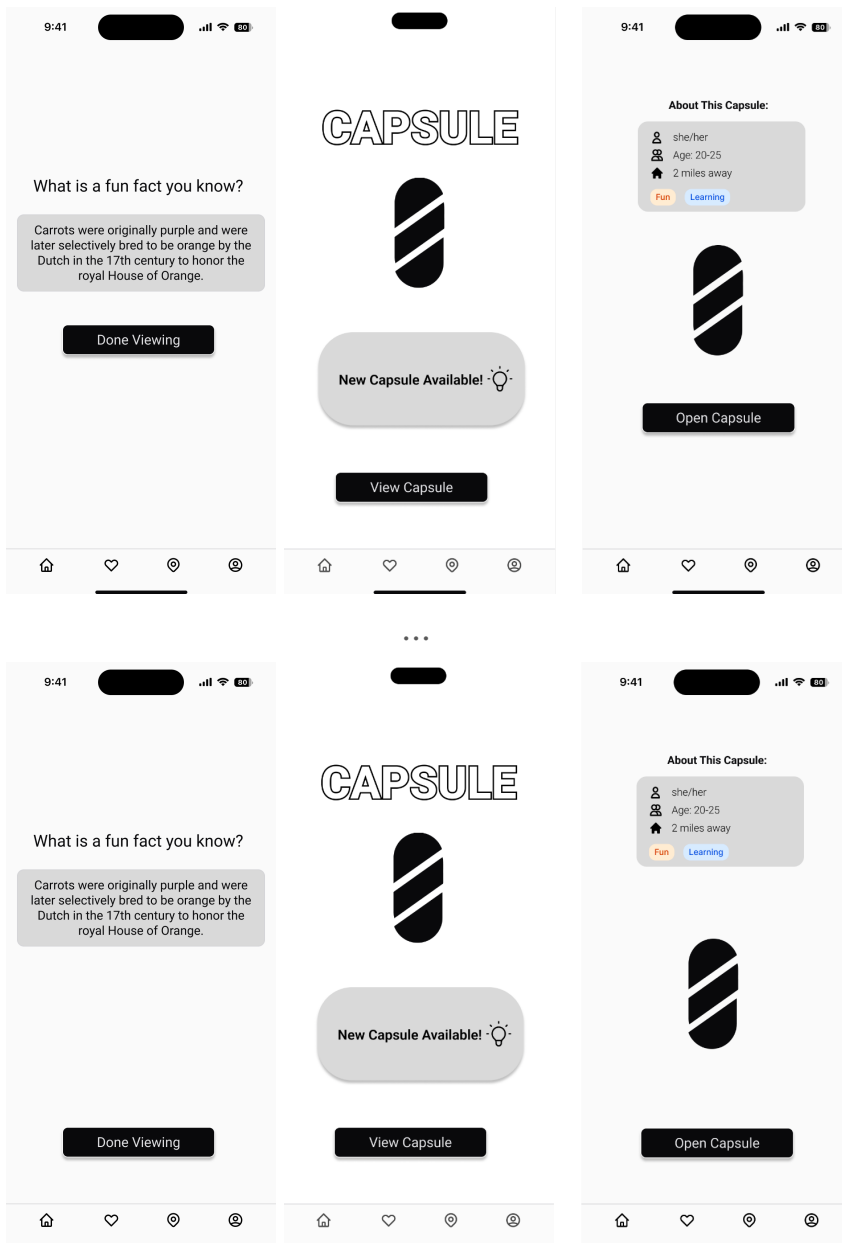 9:41
80
What is a fun fact you know?
Carrots were originally purple and were
later selectively bred to be orange by the
Dutch in the 17th century to honor the
royal House of Orange.
Done Viewing
CAPSULE
New Capsule Available!
View Capsule
9:41
80
About This Capsule:
she/her
Age: 20-25
2 miles away
Fun Learning
Open Capsule
9:41
80
What is a fun fact you know?
Carrots were originally purple and were
later selectively bred to be orange by the
Dutch in the 17th century to honor the
royal House of Orange.
Done Viewing
CAPSULE
New Capsule Available!
View Capsule
9:41
80
About This Capsule:
she/her
Age: 20-25
2 miles away
Fun Learning
Open Capsule